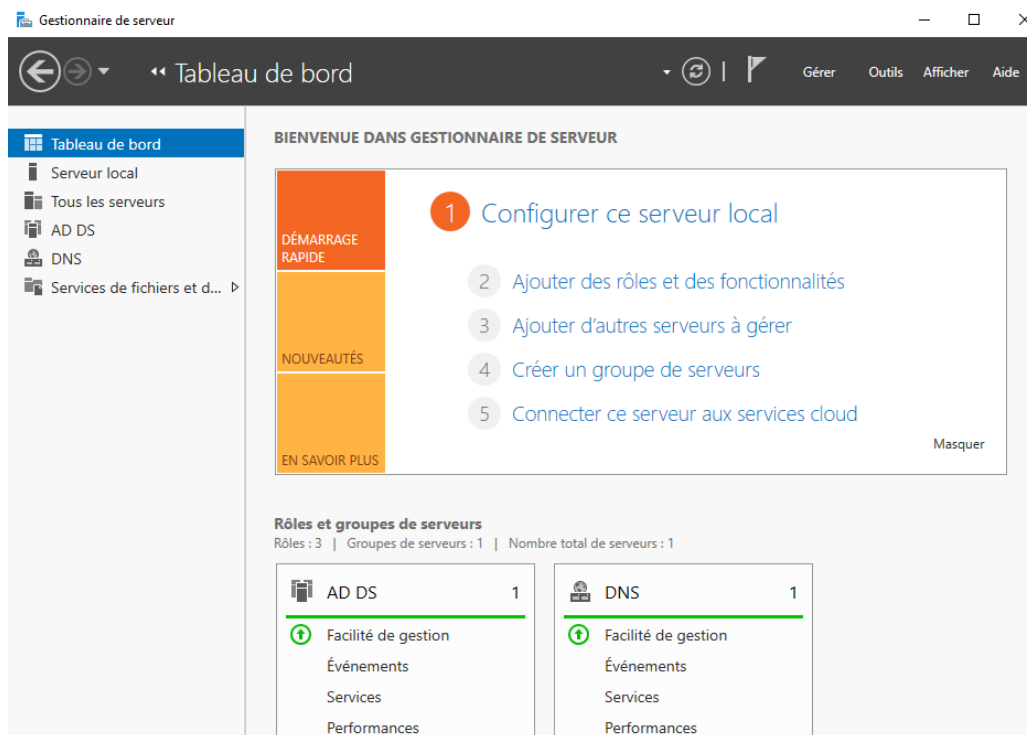 Gestionnaire de serveur
Tableau de bord
Gérer Outils Afficher Aide
Tableau de bord
Serveur local
Tous les serveurs
AD DS
DNS
Services de fichiers et d...
BIENVENUE DANS GESTIONNAIRE DE SERVEUR
DÉMARRAGE
RAPIDE
NOUVEAUTÉS
EN SAVOIR PLUS
1 Configurer ce serveur local
2 Ajouter des rôles et des fonctionnalités
3 Ajouter d'autres serveurs à gérer
4 Créer un groupe de serveurs
5 Connecter ce serveur aux services cloud
Masquer
Rôles et groupes de serveurs
Rôles : 3 | Groupes de serveurs : 1 | Nombre total de serveurs : 1
AD DS 1
Facilité de gestion
Événements
Services
Performances
DNS 1
Facilité de gestion
Événements
Services
Performances